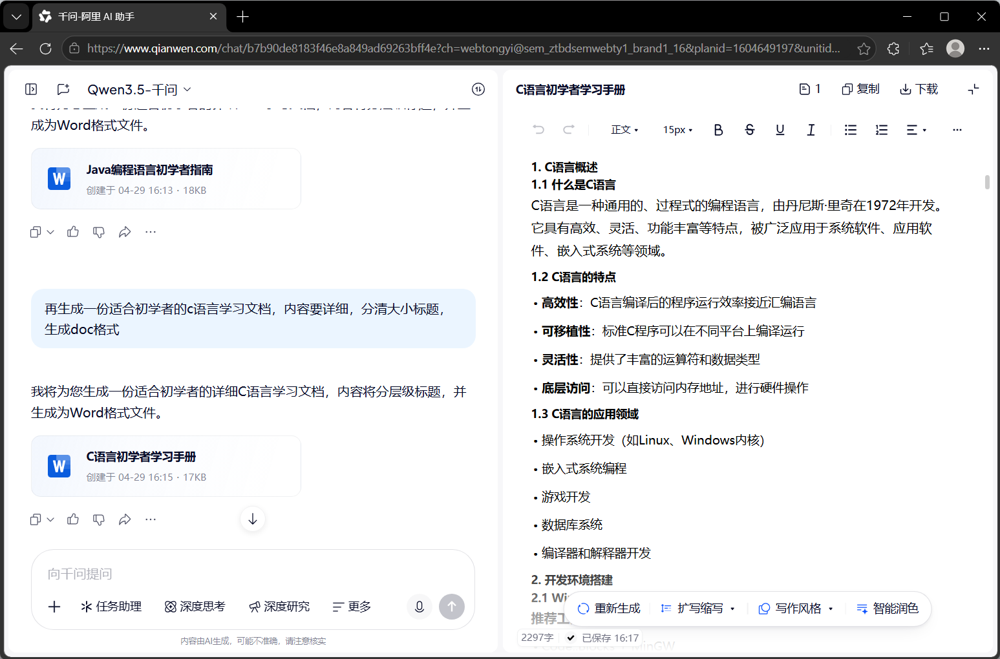 千问-阿里 AI 助手
https://www.qianwen.com/chat/b7b90de8183f46e8a849ad69263bff4e?ch=webtongyi@sem_ztbdsemwebty1_brand1_16&planid=1604649197&unitid...
Qwen3.5-千问
成为Word格式文件。
Java编程语言初学者指南
创建于 04-29 16:13 · 18KB
再生成一份适合初学者的c语言学习文档，内容要详细，分清大小标题，
生成doc格式
我将为您生成一份适合初学者的详细C语言学习文档，内容将分层级标题，并
生成为Word格式文件。
C语言初学者学习手册
创建于 04-29 16:15 · 17KB
向千问提问
任务助理 深度思考 深度研究 更多
内容由AI生成，可能不准确，请注意核实
C语言初学者学习手册
1 复制 下载
正文 15px B S U I
1. C语言概述
1.1 什么是C语言
C语言是一种通用的、过程式的编程语言，由丹尼斯·里奇在1972年开发。
它具有高效、灵活、功能丰富等特点，被广泛应用于系统软件、应用软
件、嵌入式系统等领域。
1.2 C语言的特点
• 高效性：C语言编译后的程序运行效率接近汇编语言
• 可移植性：标准C程序可以在不同平台上编译运行
• 灵活性：提供了丰富的运算符和数据类型
• 底层访问：可以直接访问内存地址，进行硬件操作
1.3 C语言的应用领域
• 操作系统开发（如Linux、Windows内核）
• 嵌入式系统编程
• 游戏开发
• 数据库系统
• 编译器和解释器开发
2. 开发环境搭建
2.1 Wi
推荐工
重新生成 扩写缩写 写作风格 智能润色
2297字 已保存 16:17
MinGW